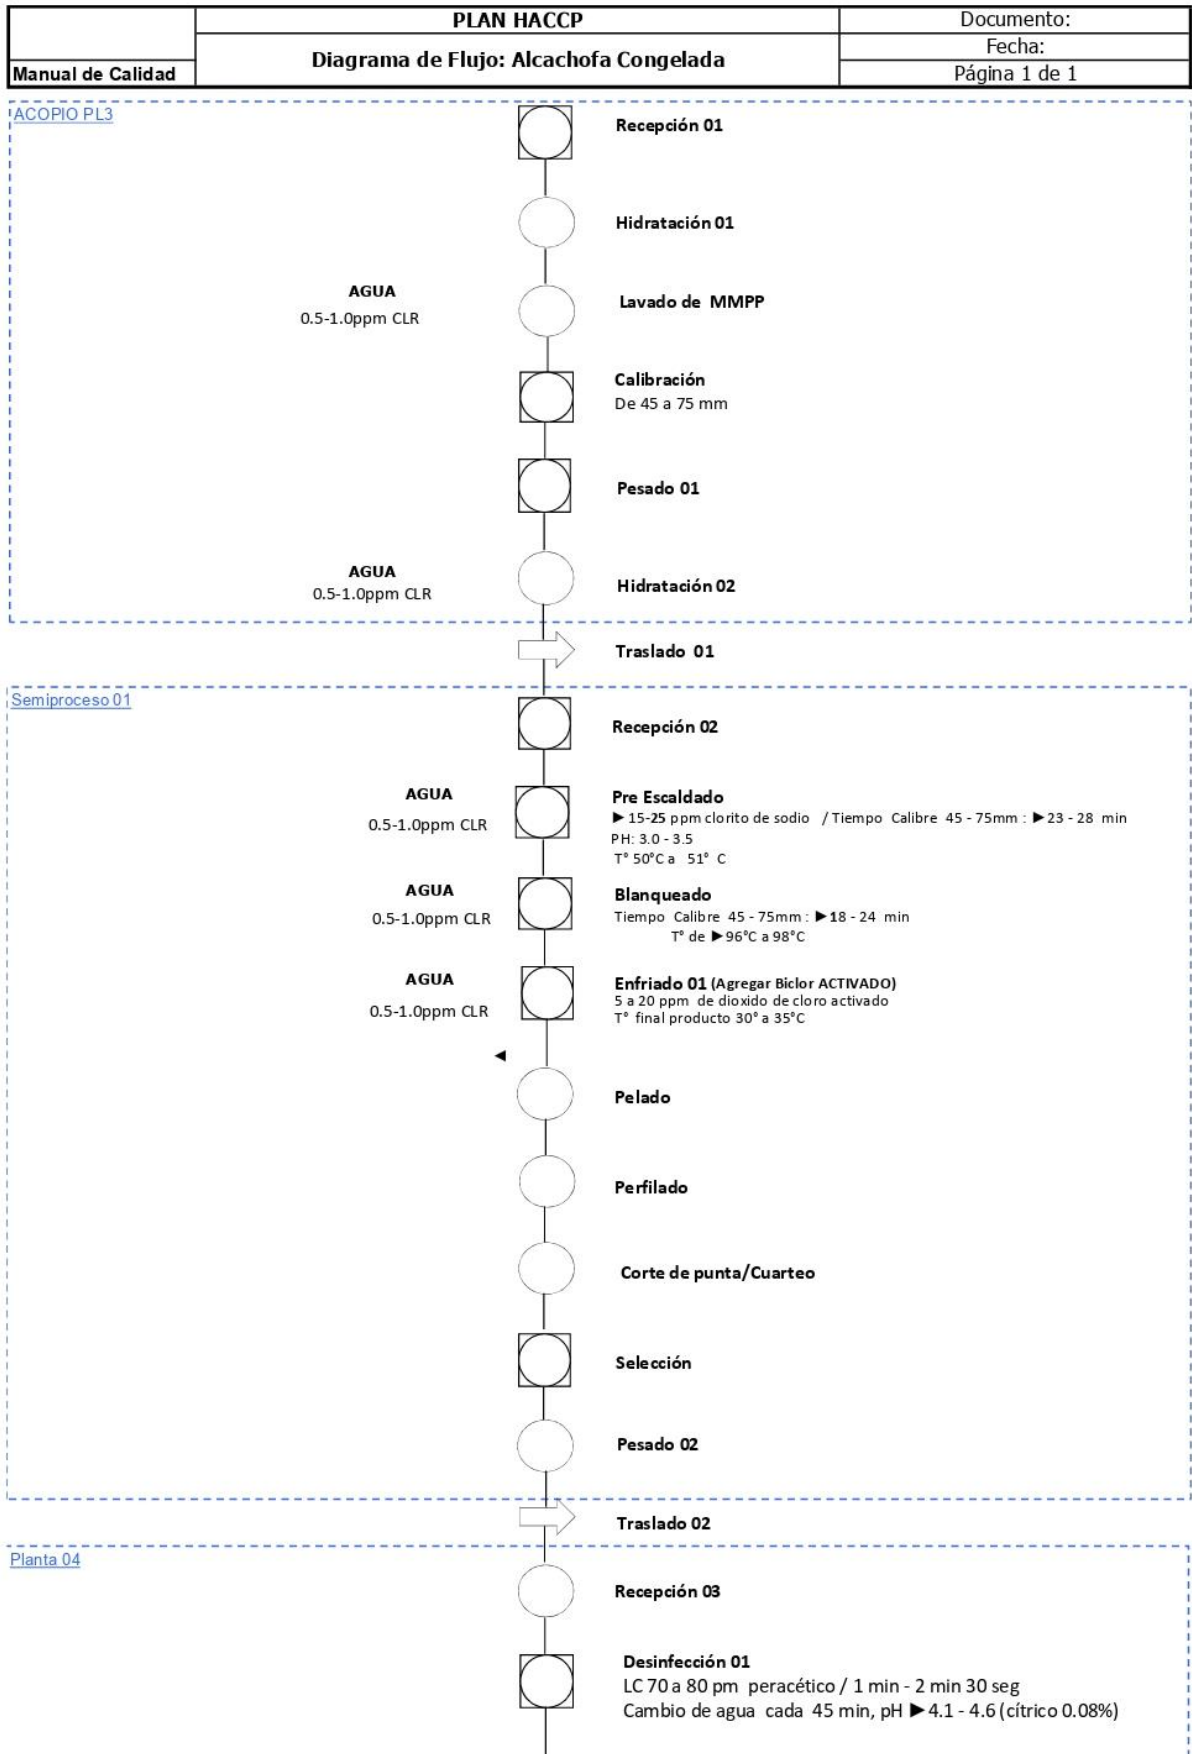 PLAN HACCP
Documento:
Diagrama de Flujo: Alcachofa Congelada
Fecha:
Manual de Calidad
Página 1 de 1
ACOPIO PL3
Recepción 01
Hidratación 01
AGUA
0.5-1.0ppm CLR
Lavado de MMPP
Calibración
De 45 a 75 mm
Pesado 01
AGUA
0.5-1.0ppm CLR
Hidratación 02
Traslado 01
Semiproceso 01
Recepción 02
AGUA
0.5-1.0ppm CLR
Pre Escaldado
►15-25 ppm clorito de sodio / Tiempo Calibre 45 - 75mm : ►23 - 28 min
PH: 3.0 - 3.5
T° 50°C a 51° C
AGUA
0.5-1.0ppm CLR
Blanqueado
Tiempo Calibre 45 - 75mm : ►18 - 24 min
T° de ►96°C a 98°C
AGUA
0.5-1.0ppm CLR
Enfriado 01 (Agregar Biclor ACTIVADO)
5 a 20 ppm de dioxido de cloro activado
T° final producto 30° a 35°C
Pelado
Perfilado
Corte de punta/Cuarteo
Selección
Pesado 02
Traslado 02
Planta 04
Recepción 03
Desinfección 01
LC 70 a 80 pm peracético / 1 min - 2 min 30 seg
Cambio de agua cada 45 min, pH ►4.1 - 4.6 (cítrico 0.08%)